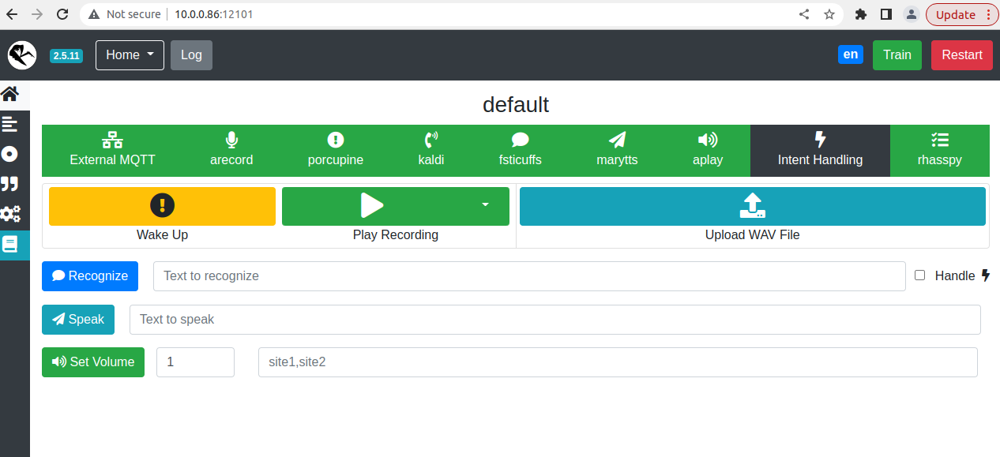 Not secure 10.0.0.86:12101 Update
2.5.11 Home Log en Train Restart
default
External MQTT arecord porcupine kaldi fsticuffs marytts aplay Intent Handling rhasspy
Wake Up Play Recording Upload WAV File
Recognize Text to recognize Handle
Speak Text to speak
Set Volume 1 site1,site2